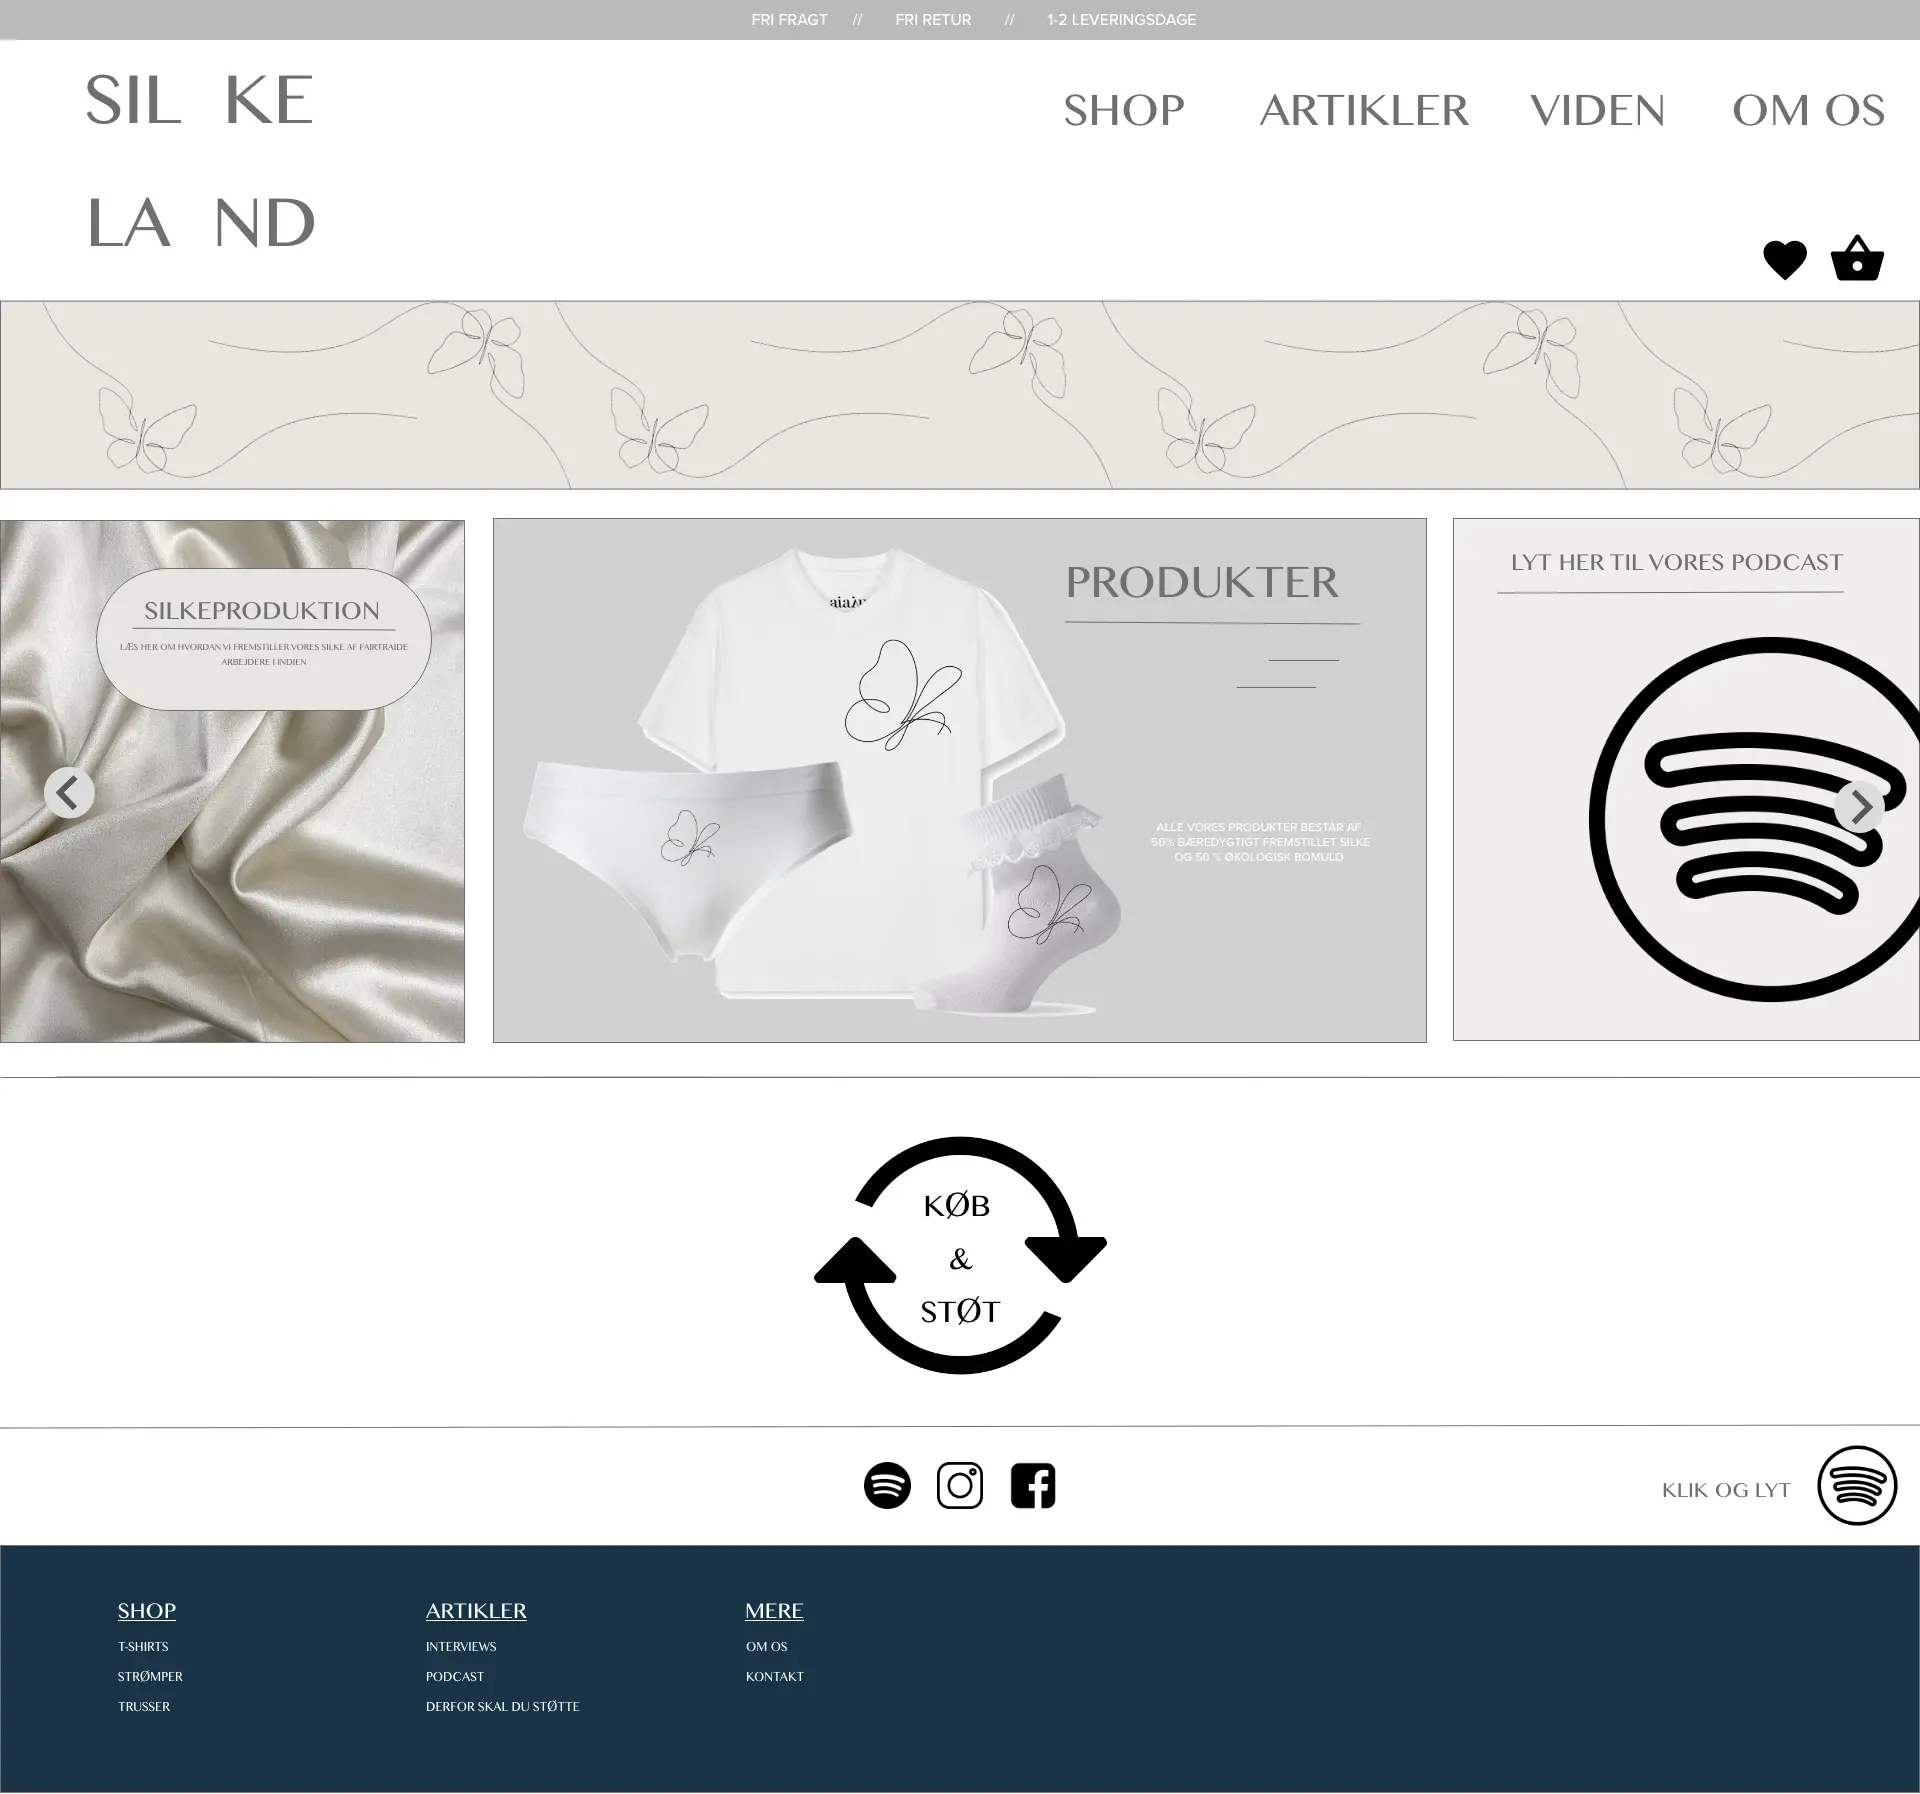 FRI FRAGT // FRI RETUR // 1-2 LEVERINGSDAGE
SIL KE
LA ND
SHOP ARTIKLER VIDEN OM OS
SILKEPRODUKTION
LÆS HER OM HVORDAN VI FREMSTILLER VORES SILKE AF FAIRTRAIDE
ARBEJDERE I INDIEN
PRODUKTER
ALLE VORES PRODUKTER BESTÅR AF
50% BÆREDYGTIGT FREMSTILLET SILKE
OG 50 % ØKOLOGISK BOMULD
LYT HER TIL VORES PODCAST
KØB
&
STØT
KLIK OG LYT
SHOP
T-SHIRTS
STRØMPER
TRUSSER
ARTIKLER
INTERVIEWS
PODCAST
DERFOR SKAL DU STØTTE
MERE
OM OS
KONTAKT